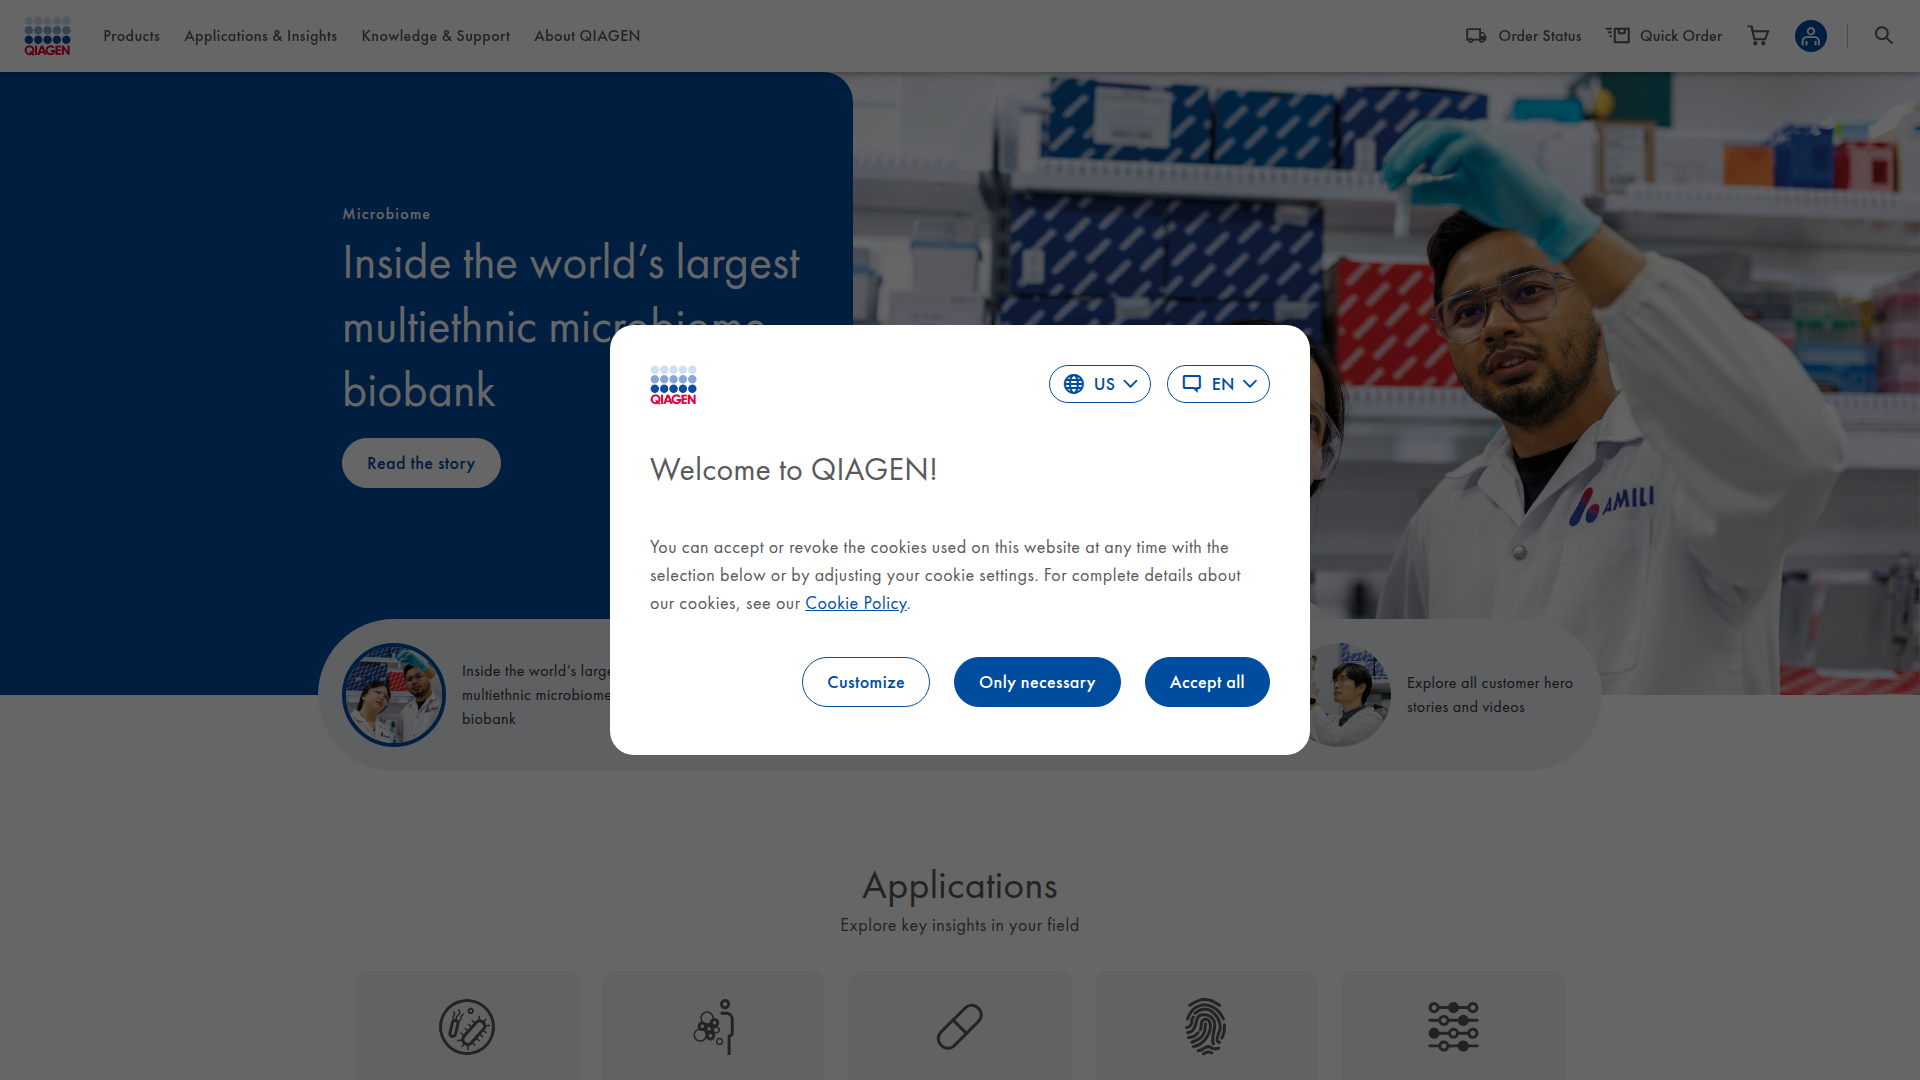 QIAGEN
Products
Applications & Insights
Knowledge & Support
About QIAGEN
Order Status
Quick Order
Microbiome
Inside the world's largest
multiethnic microbiome
biobank
Read the story
AMILI
QIAGEN
US
EN
Welcome to QIAGEN!
You can accept or revoke the cookies used on this website at any time with the
selection below or by adjusting your cookie settings. For complete details about
our cookies, see our Cookie Policy.
Customize
Only necessary
Accept all
Inside the world's large
multiethnic microbiome
biobank
Explore all customer hero
stories and videos
Applications
Explore key insights in your field